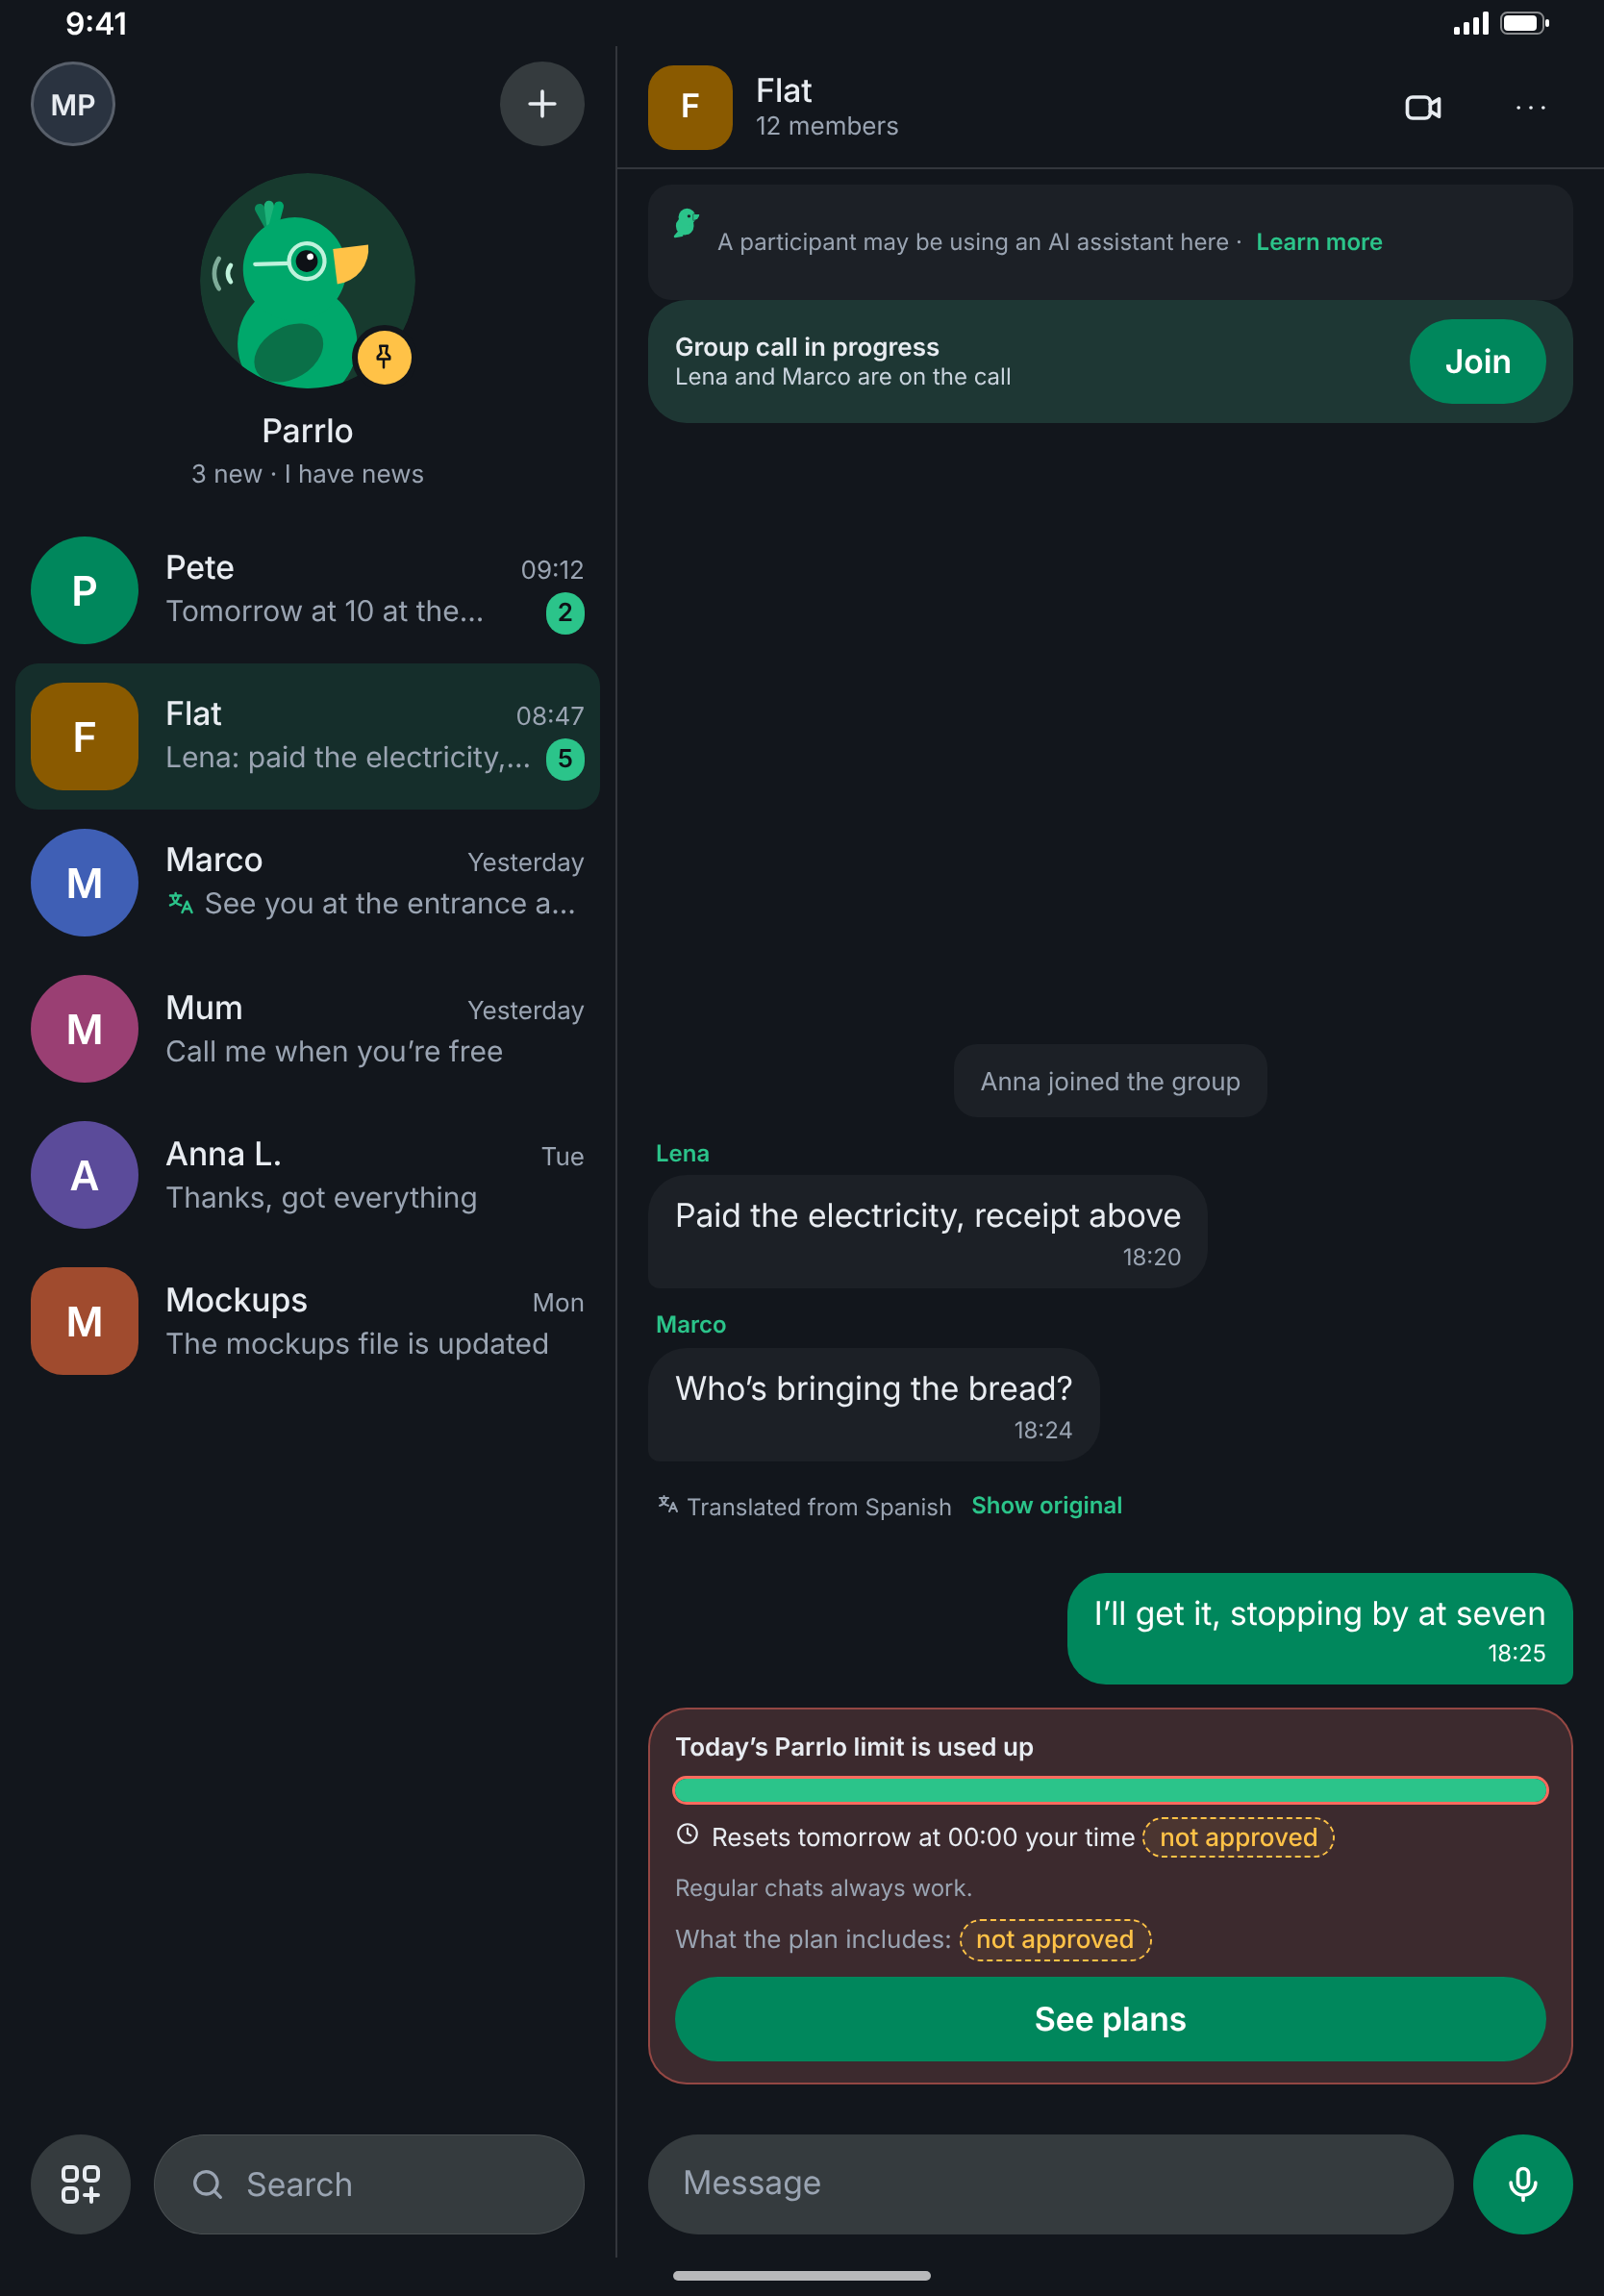 9:41
MP
Parrlo
3 new · I have news
P
Pete
09:12
Tomorrow at 10 at the...
2
F
Flat
08:47
Lena: paid the electricity,...
5
M
Marco
Yesterday
See you at the entrance a...
M
Mum
Yesterday
Call me when you’re free
A
Anna L.
Tue
Thanks, got everything
M
Mockups
Mon
The mockups file is updated
Search
F
Flat
12 members
A participant may be using an AI assistant here · Learn more
Group call in progress
Lena and Marco are on the call
Join
Anna joined the group
Lena
Paid the electricity, receipt above
18:20
Marco
Who’s bringing the bread?
18:24
Translated from Spanish Show original
I’ll get it, stopping by at seven
18:25
Today’s Parrlo limit is used up
Resets tomorrow at 00:00 your time not approved
Regular chats always work.
What the plan includes: not approved
See plans
Message